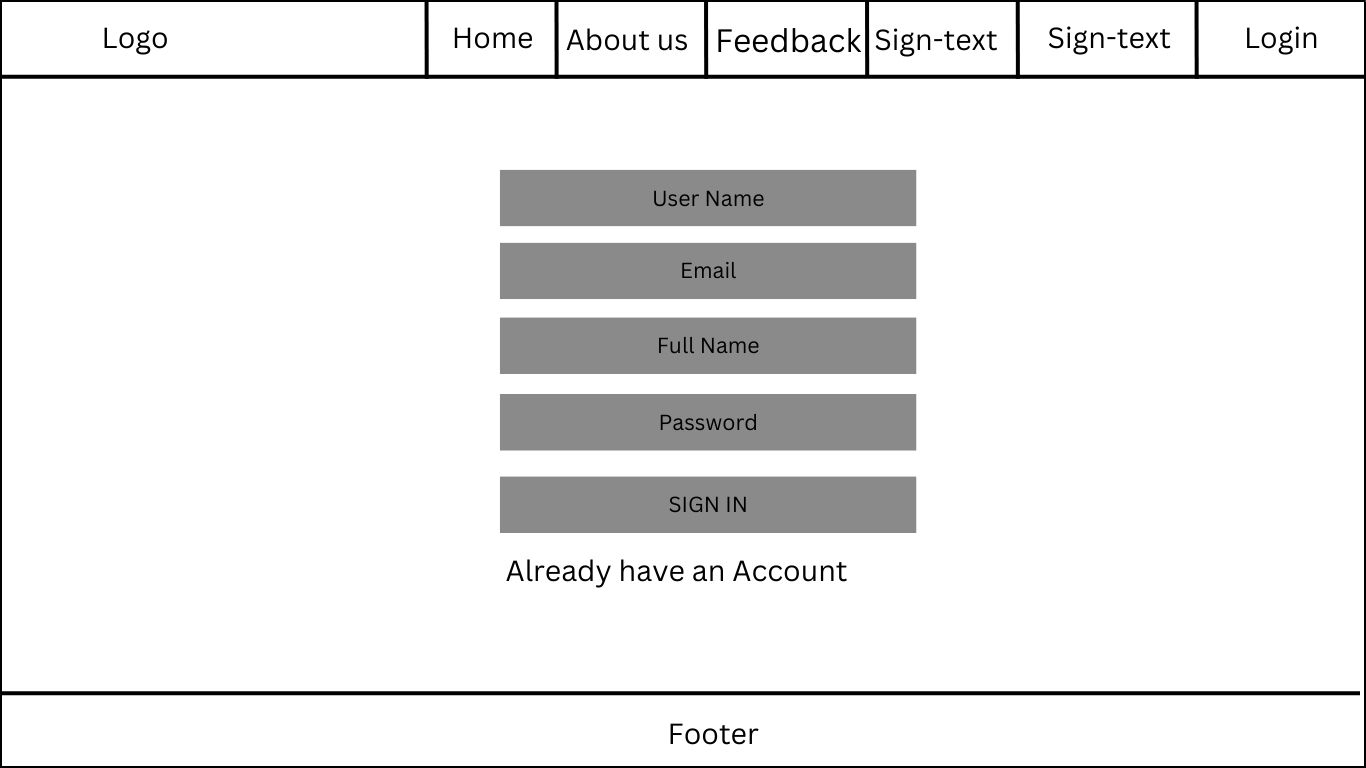 Logo
Home
About us
Feedback
Sign-text
Sign-text
Login
User Name
Email
Full Name
Password
SIGN IN
Already have an Account
Footer